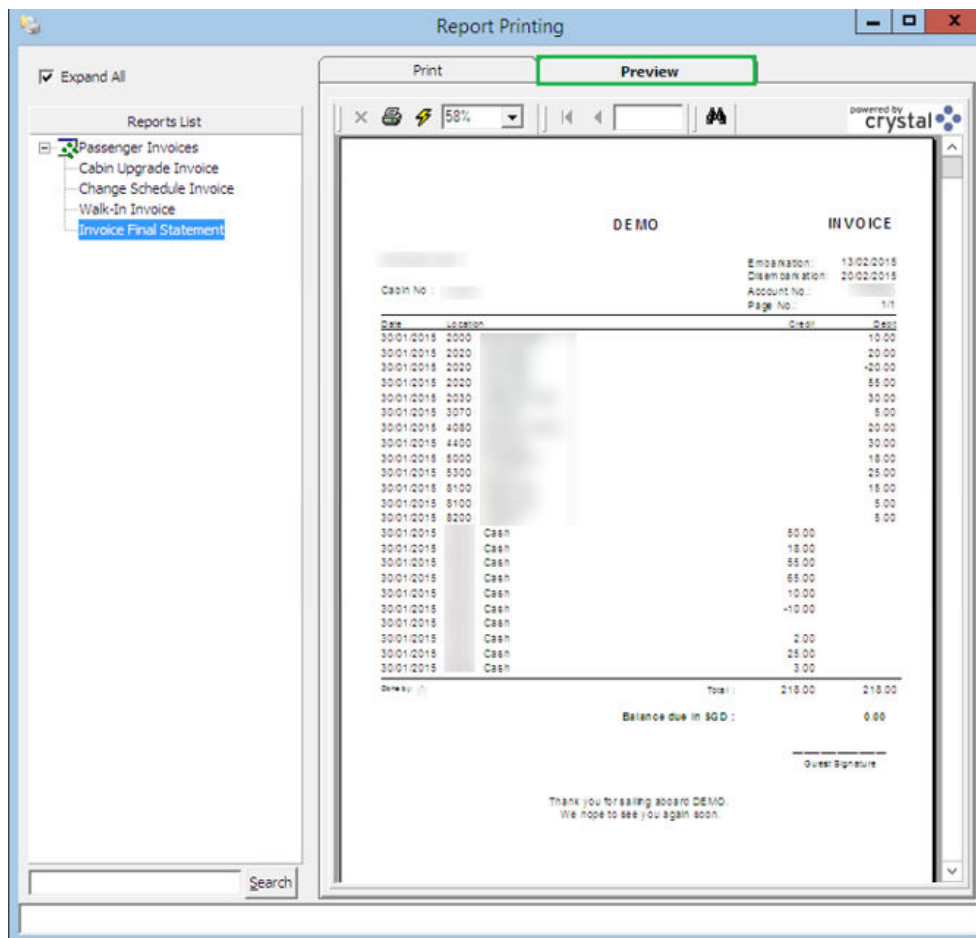 Report Printing
Expand All
Print
Preview
Reports List
58%
powered by
crystal
Passenger Invoices
Cabin Upgrade Invoice
Change Schedule Invoice
Walk-In Invoice
Invoice Final Statement
DEMO INVOICE
Embarkation: 13/02/2015
Disembarkation: 20/02/2015
Cabin No :
Account No.:
Page No.: 1/1
Date Location Credit Debit
30/01/2015 2000 10.00
30/01/2015 2020 20.00
30/01/2015 2020 -20.00
30/01/2015 2020 55.00
30/01/2015 2030 30.00
30/01/2015 3070 5.00
30/01/2015 4080 20.00
30/01/2015 4400 30.00
30/01/2015 5000 18.00
30/01/2015 5300 25.00
30/01/2015 8100 15.00
30/01/2015 8100 5.00
30/01/2015 8200 5.00
30/01/2015 Cash 50.00
30/01/2015 Cash 18.00
30/01/2015 Cash 55.00
30/01/2015 Cash 65.00
30/01/2015 Cash 10.00
30/01/2015 Cash -10.00
30/01/2015 Cash
30/01/2015 Cash 2.00
30/01/2015 Cash 25.00
30/01/2015 Cash 3.00
Done by: Total : 218.00 218.00
Balance due in SGD : 0.00
Guest Signature
Thank you for sailing aboard DEMO.
We hope to see you again soon.
Search